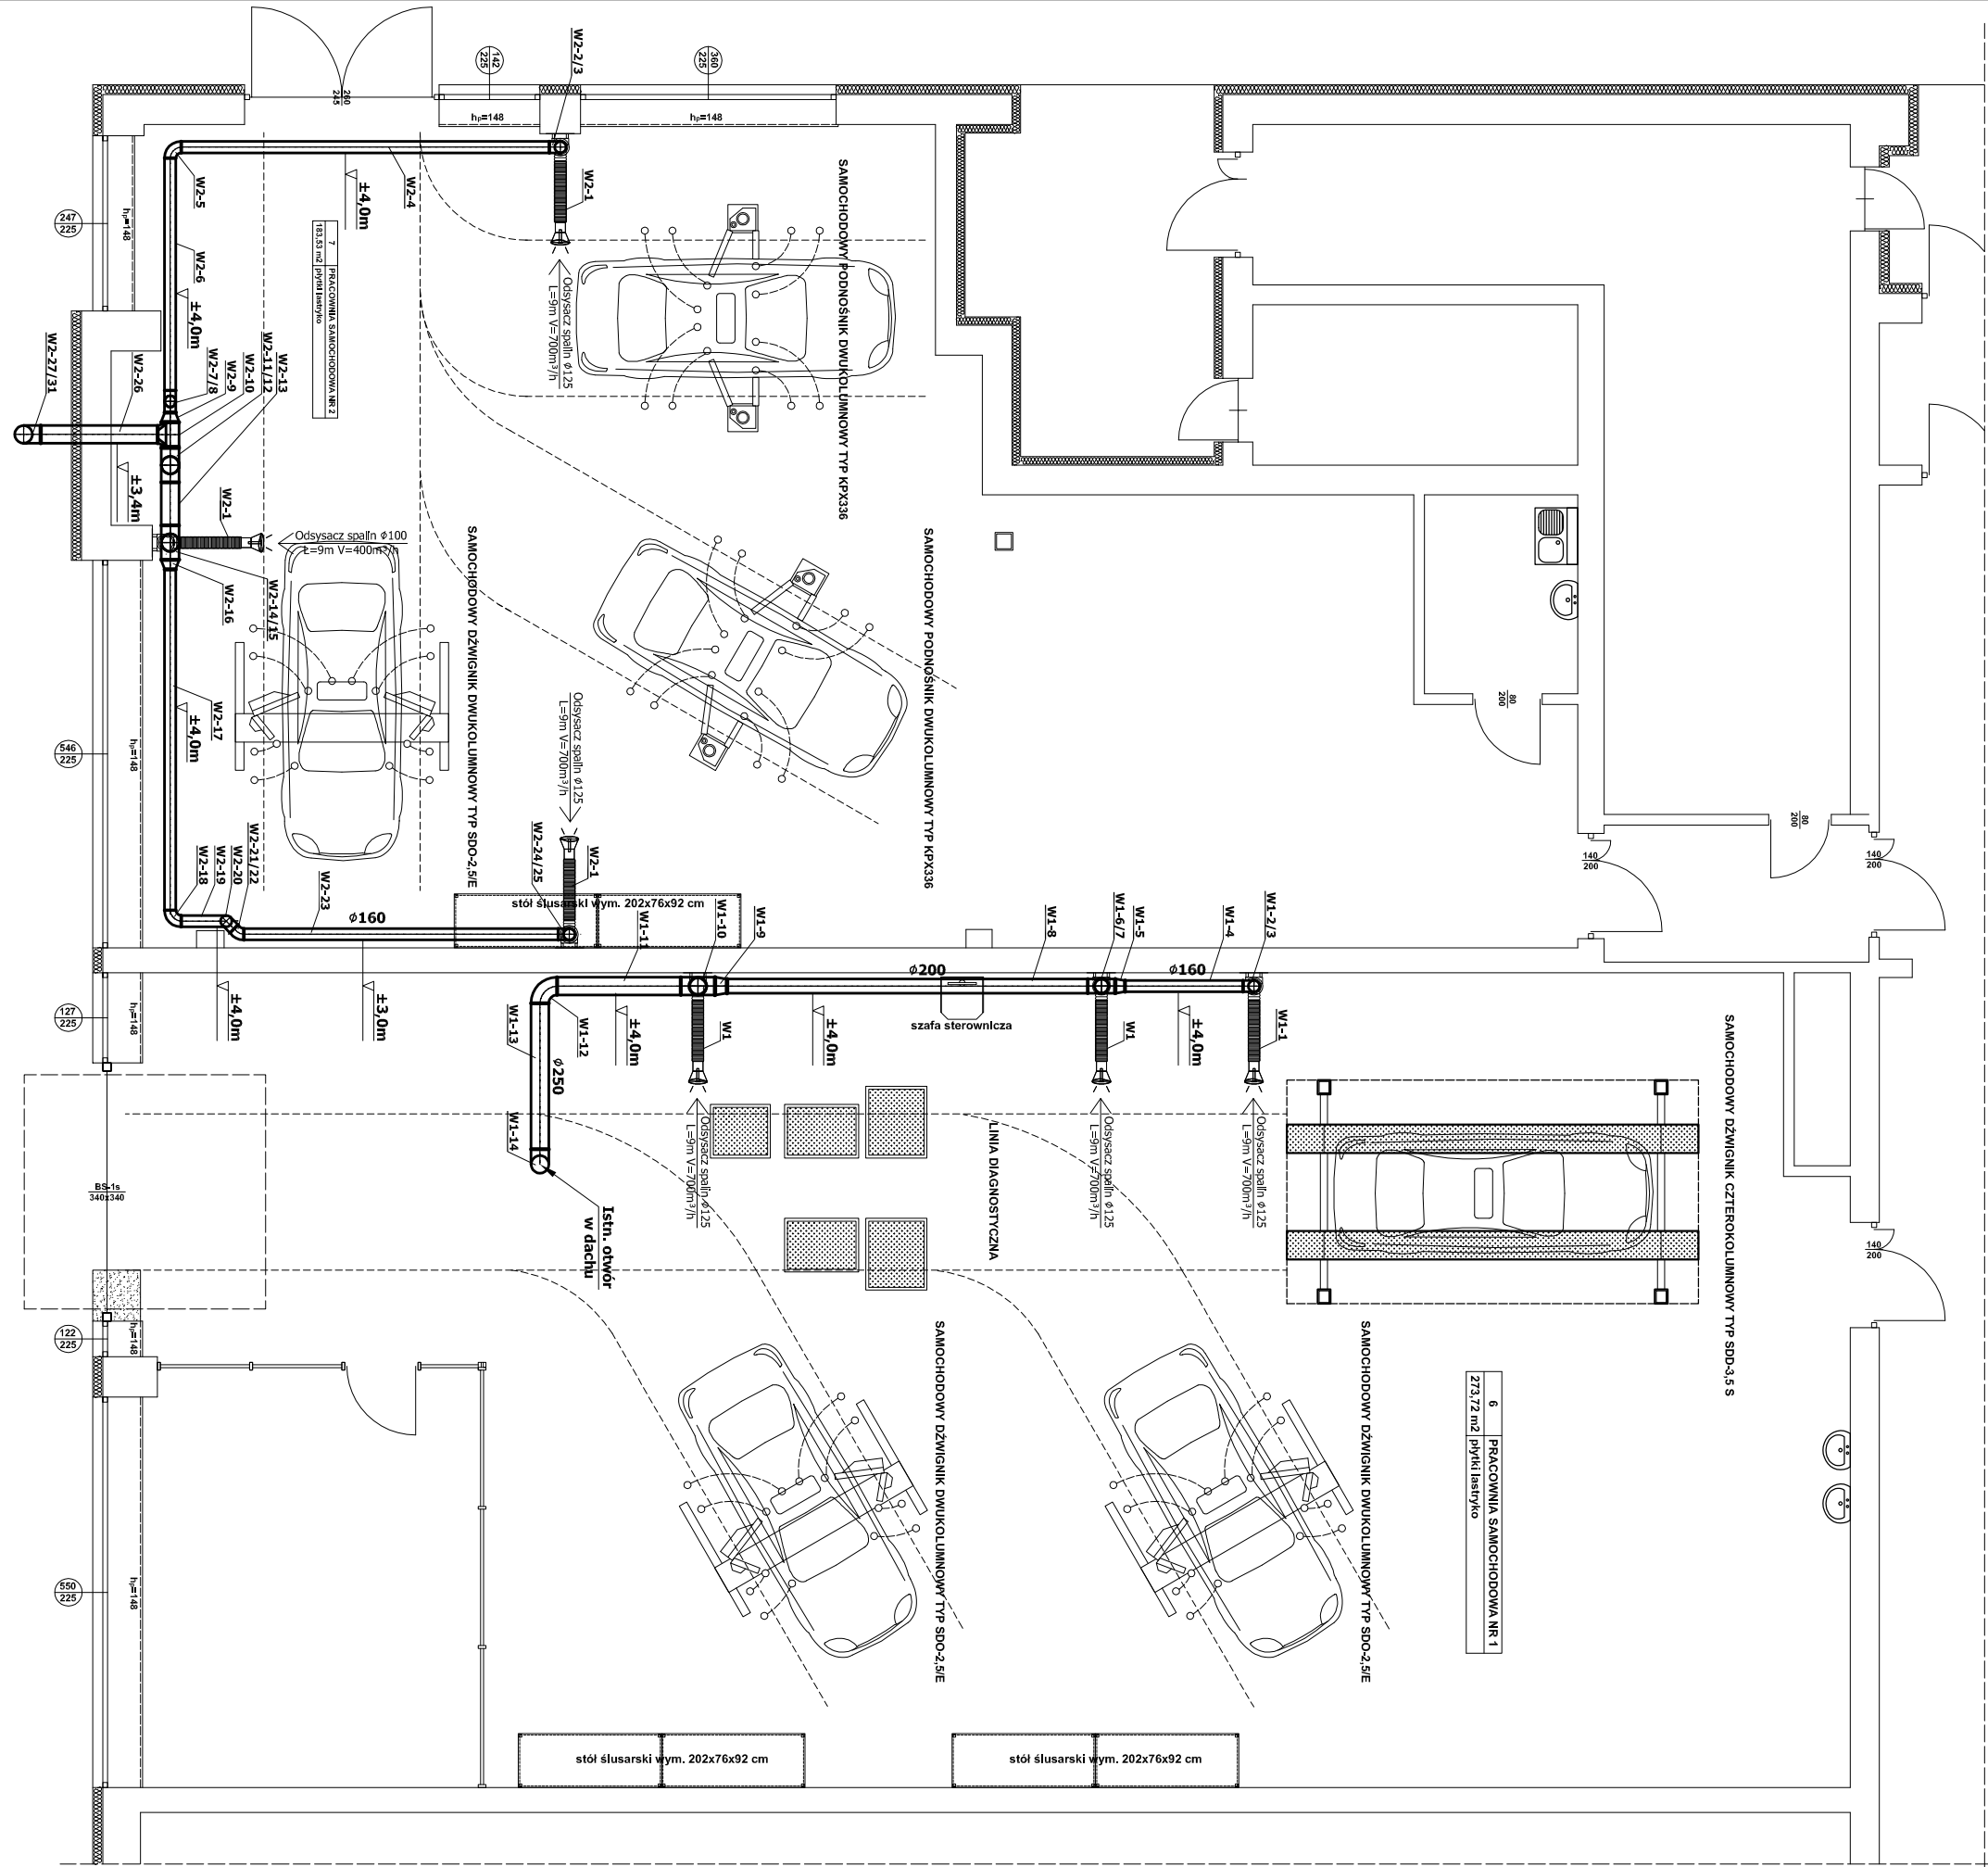 142
225
360
225
260
245
W2-2/3
hp=148
hp=148
W2-5
±4,0m
W2-4
W2-1
SAMOCHODOWY PODNOŚNIK DWUKOLUMNOWY TYP KPX336
247
225
hp=148
7
PRACOWNIA SAMOCHODOWA NR 2
183,53 m2
płytki lastryko
W2-6
±4,0m
Odsysacz spalin ϕ125
L=9m V=700m³/h
W2-27/31
W2-26
W2-7/8
W2-9
W2-10
W2-11/12
W2-13
±3,4m
W2-1
Odsysacz spalin ϕ100
L=9m V=400m³/h
W2-14/15
W2-16
SAMOCHODOWY DŹWIGNIK DWUKOLUMNOWY TYP SDO-2,5/E
SAMOCHODOWY PODNOŚNIK DWUKOLUMNOWY TYP KPX336
546
225
hp=148
W2-17
±4,0m
Odsysacz spalin ϕ125
L=9m V=700m³/h
80
200
80
200
140
200
140
200
W2-18
W2-19
W2-20
W2-21/22
W2-23
ϕ160
W2-24/25
W2-1
stół ślusarski wym. 202x76x92 cm
W1-11
W1-10
W1-9
W1-8
W1-6/7
W1-5
W1-4
W1-2/3
ϕ200
ϕ160
127
225
hp=148
±4,0m
±3,0m
W1-13
W1-12
±4,0m
W1
±4,0m
szafa sterownicza
W1
±4,0m
W1-1
ϕ250
W1-14
Odsysacz spalin ϕ125
L=9m V=700m³/h
LINIA DIAGNOSTYCZNA
Odsysacz spalin ϕ125
L=9m V=700m³/h
Odsysacz spalin ϕ125
L=9m V=700m³/h
SAMOCHODOWY DŹWIGNIK CZTEROKOLUMNOWY TYP SDD-3,5 S
BS-1s
340x340
Istn. otwór
w dachu
140
200
122
225
hp=148
SAMOCHODOWY DŹWIGNIK DWUKOLUMNOWY TYP SDO-2,5/E
SAMOCHODOWY DŹWIGNIK DWUKOLUMNOWY TYP SDO-2,5/E
6
PRACOWNIA SAMOCHODOWA NR 1
273,72 m2
płytki lastryko
550
225
hp=148
stół ślusarski wym. 202x76x92 cm
stół ślusarski wym. 202x76x92 cm